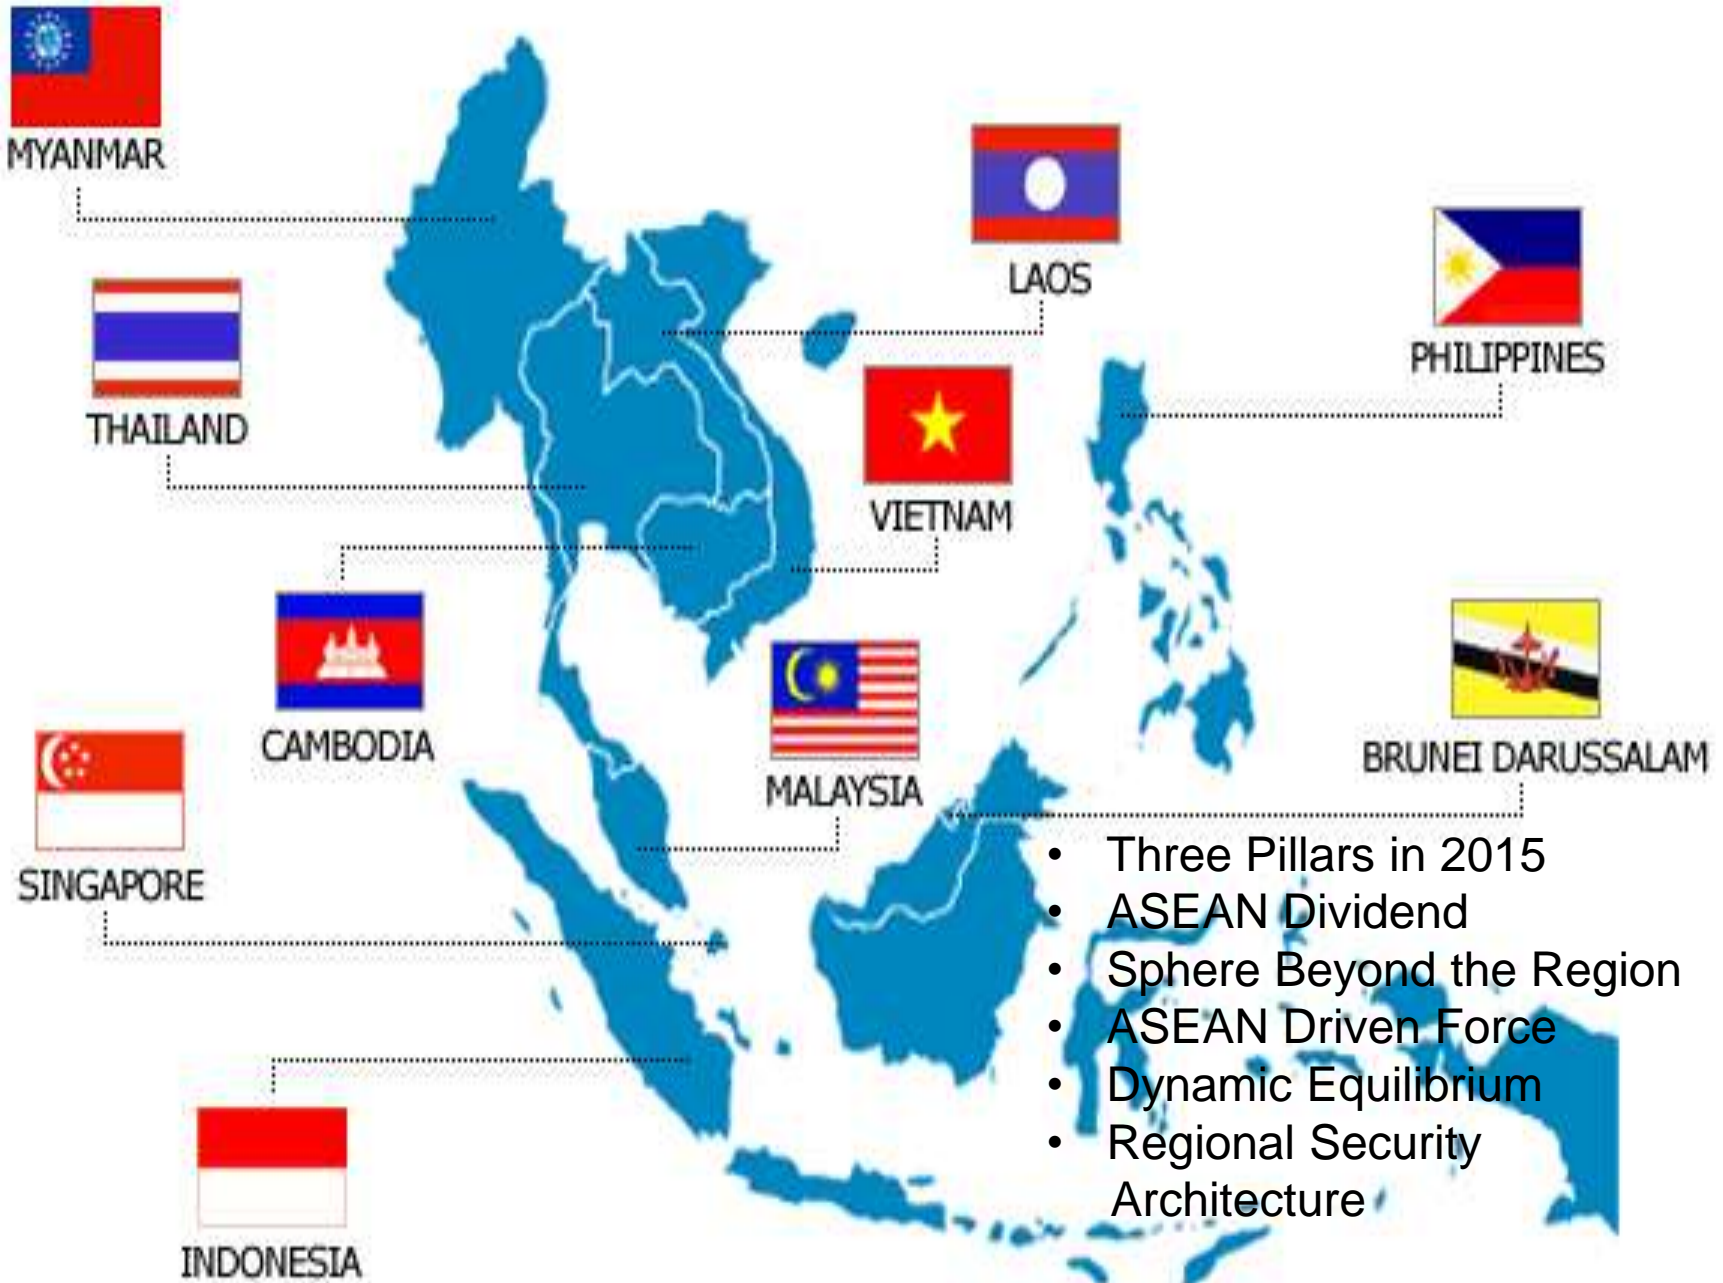 MYANMAR
LAOS
PHILIPPINES
THAILAND
VIETNAM
CAMBODIA
BRUNEI DARUSSALAM
MALAYSIA
SINGAPORE
• Three Pillars in 2015
• ASEAN Dividend
• Sphere Beyond the Region
• ASEAN Driven Force
• Dynamic Equilibrium
• Regional Security
Architecture
INDONESIA